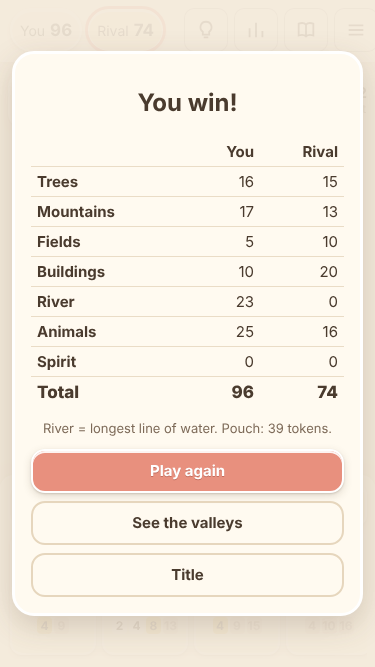 You 96 Rival 74
You win!
You Rival
Trees 16 15
Mountains 17 13
Fields 5 10
Buildings 10 20
River 23 0
Animals 25 16
Spirit 0 0
Total 96 74
River = longest line of water. Pouch: 39 tokens.
Play again
See the valleys
Title